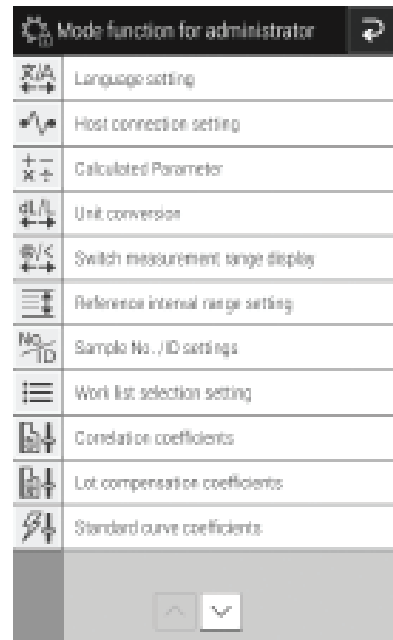 Mode function for administrator
Language setting
Host connection setting
Calculated Parameter
Unit conversion
Switch measurement range display
Reference interval range setting
Sample No. / ID settings
Work list selection setting
Correlation coefficients
Lot compensation coefficients
Standard curve coefficients